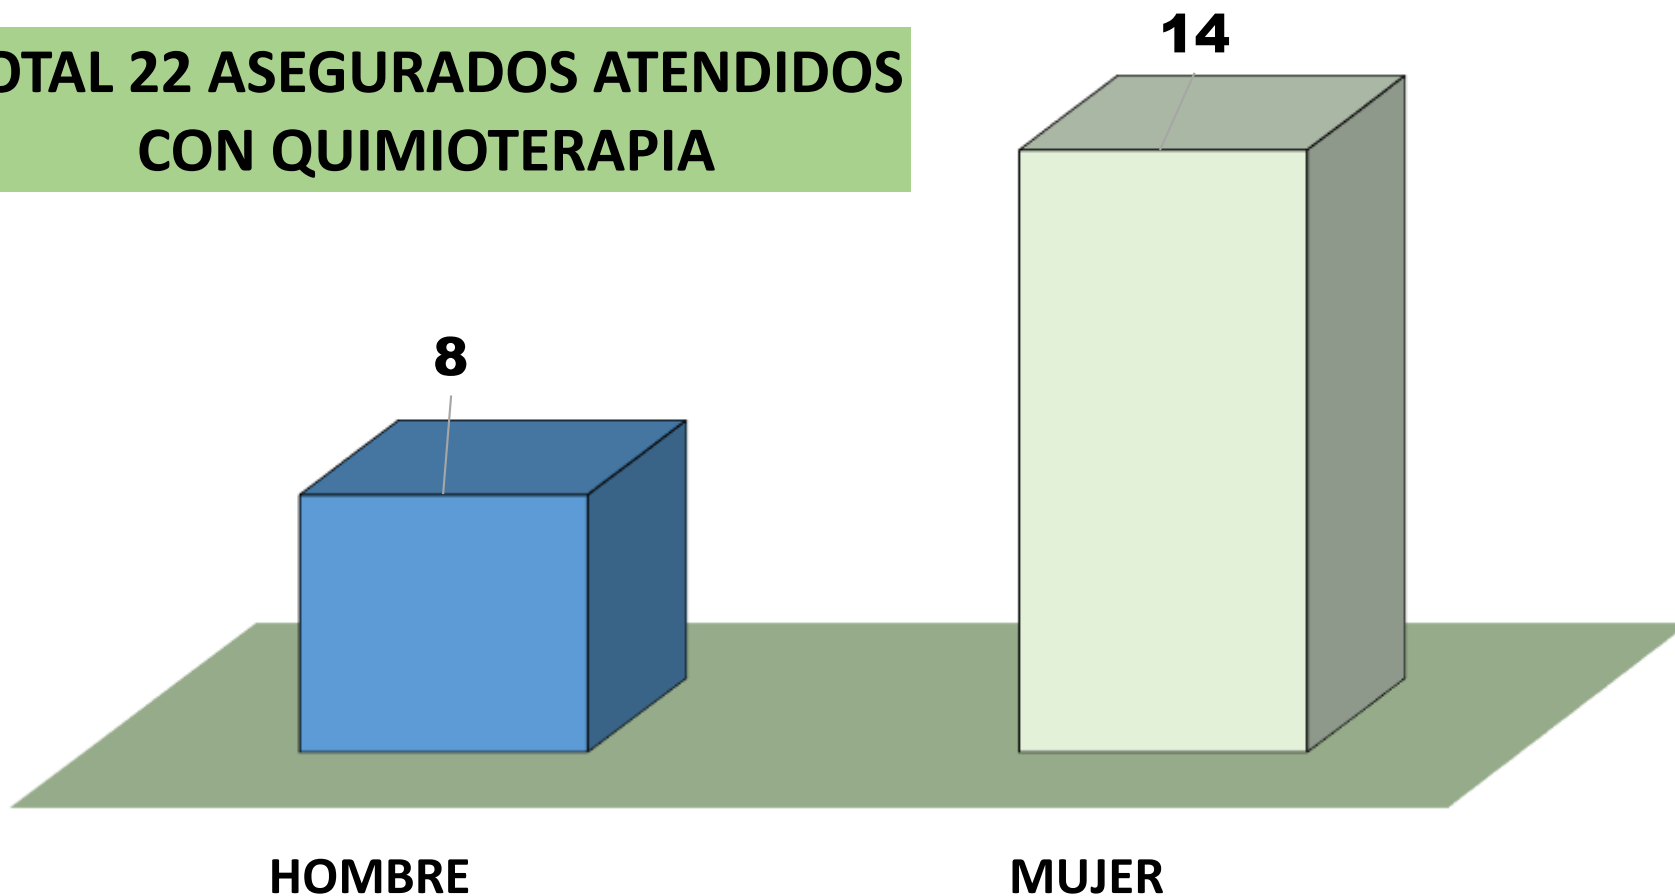 OTAL 22 ASEGURADOS ATENDIDOS
CON QUIMIOTERAPIA
14
8
HOMBRE
MUJER